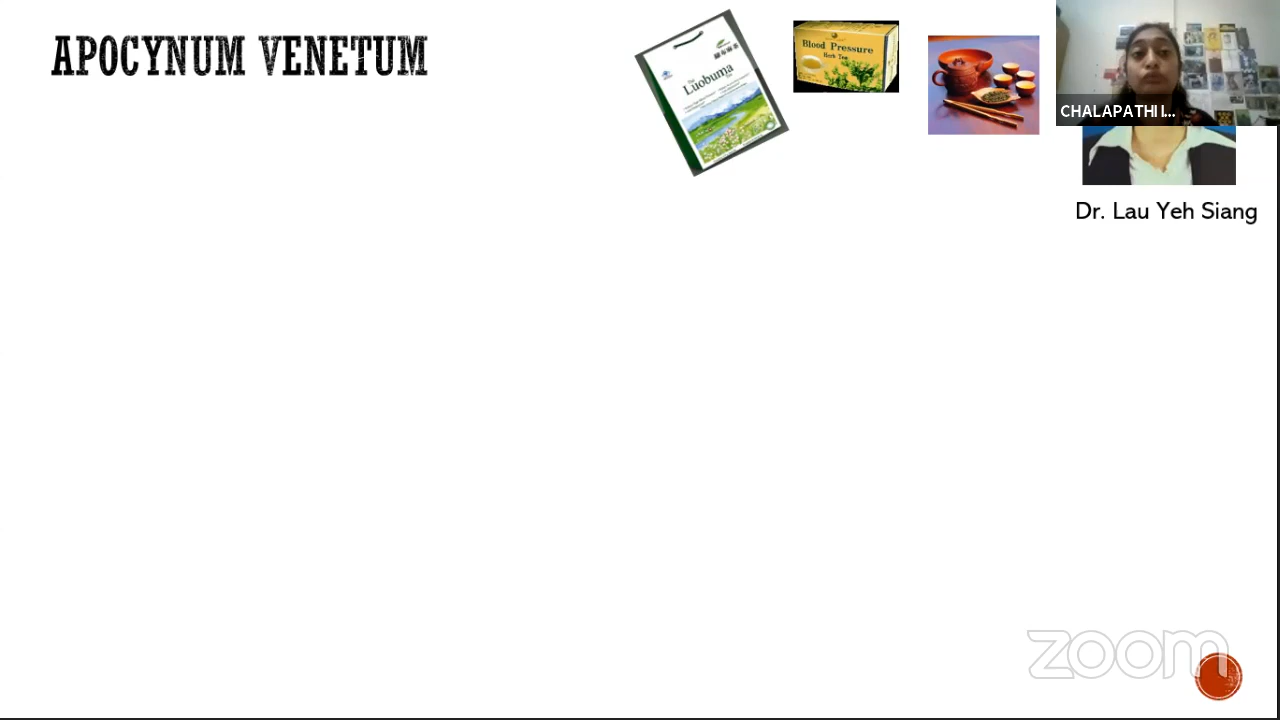 APOCYNUM VENETUM
Luobuma
Blood Pressure
Herb Tea
CHALAPATHI I...
Dr. Lau Yeh Siang
zoom